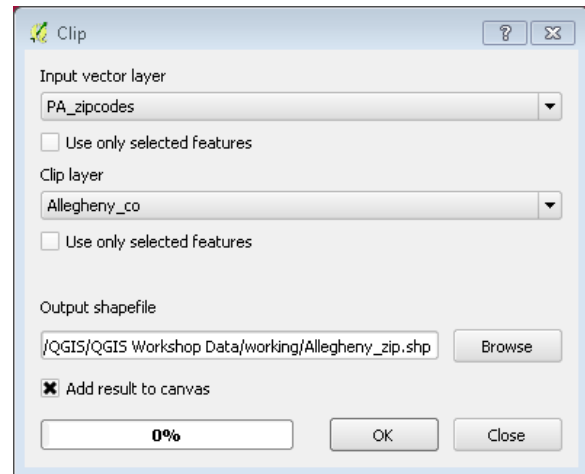 Clip
Input vector layer
PA_zipcodes
Use only selected features
Clip layer
Allegheny_co
Use only selected features
Output shapefile
/QGIS/QGIS Workshop Data/working/Allegheny_zip.shp
Browse
Add result to canvas
0%
OK
Close